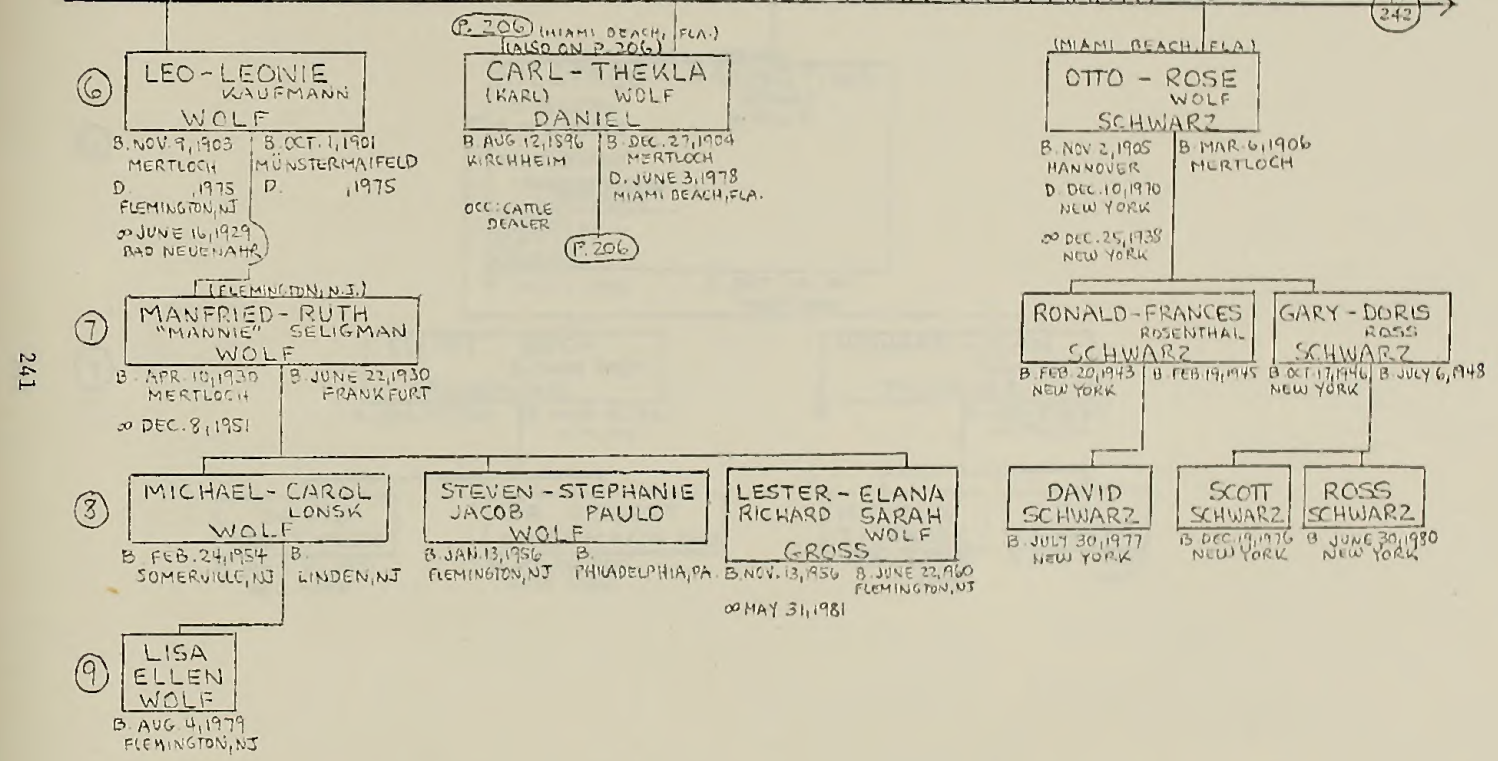 242
P. 206 (MIAMI BEACH, FLA.)
(ALSO ON P. 206)
(MIAMI BEACH, FLA.)
6
LEO - LEONIE
KAUFMANN
WOLF
B. NOV. 9, 1903
MERTLOCH
D. ,1975
FLEMINGTON, NJ
∞ JUNE 16, 1929
BAD NEUENAHR
B. OCT. 1, 1901
MÜNSTERMAIFELD
D. ,1975
CARL - THEKLA
(KARL) WOLF
DANIEL
B. AUG. 12, 1896
KIRCHHEIM
OCC: CATTLE
DEALER
B. DEC. 27, 1904
MERTLOCH
D. JUNE 3, 1978
MIAMI BEACH, FLA.
P. 206
OTTO - ROSE
WOLF
SCHWARZ
B. NOV 2, 1905
HANNOVER
D. DEC. 10, 1970
NEW YORK
∞ DEC. 25, 1938
NEW YORK
B. MAR. 6, 1906
MERTLOCH
(FLEMINGTON, N.J.)
7
MANFRIED - RUTH
"MANNIE" SELIGMAN
WOLF
B. APR. 10, 1930
MERTLOCH
∞ DEC. 8, 1951
B. JUNE 22, 1930
FRANKFURT
RONALD - FRANCES
ROSENTHAL
SCHWARZ
B. FEB. 20, 1943
NEW YORK
B. FEB. 19, 1945
GARY - DORIS
ROSS
SCHWARZ
B. OCT. 17, 1946
NEW YORK
B. JULY 6, 1948
241
8
MICHAEL - CAROL
LONSK
WOLF
B. FEB. 24, 1954
SOMERVILLE, NJ
B.
LINDEN, NJ
STEVEN - STEPHANIE
JACOB PAULO
WOLF
B. JAN. 13, 1956
FLEMINGTON, NJ
B.
PHILADELPHIA, PA.
LESTER - ELANA
RICHARD SARAH
WOLF
GROSS
B. NOV. 13, 1956
∞ MAY 31, 1981
B. JUNE 22, 1960
FLEMINGTON, NJ
DAVID
SCHWARZ
B. JULY 30, 1977
NEW YORK
SCOTT
SCHWARZ
B. DEC. 19, 1976
NEW YORK
ROSS
SCHWARZ
B. JUNE 30, 1980
NEW YORK
9
LISA
ELLEN
WOLF
B. AUG. 4, 1979
FLEMINGTON, NJ